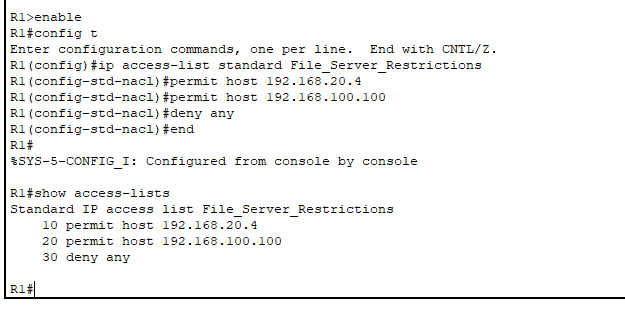 R1>enable
R1#config t
Enter configuration commands, one per line.  End with CNTL/Z.
R1(config)#ip access-list standard File_Server_Restrictions
R1(config-std-nacl)#permit host 192.168.20.4
R1(config-std-nacl)#permit host 192.168.100.100
R1(config-std-nacl)#deny any
R1(config-std-nacl)#end
R1#
%SYS-5-CONFIG_I: Configured from console by console
R1#show access-lists
Standard IP access list File_Server_Restrictions
    10 permit host 192.168.20.4
    20 permit host 192.168.100.100
    30 deny any
R1#